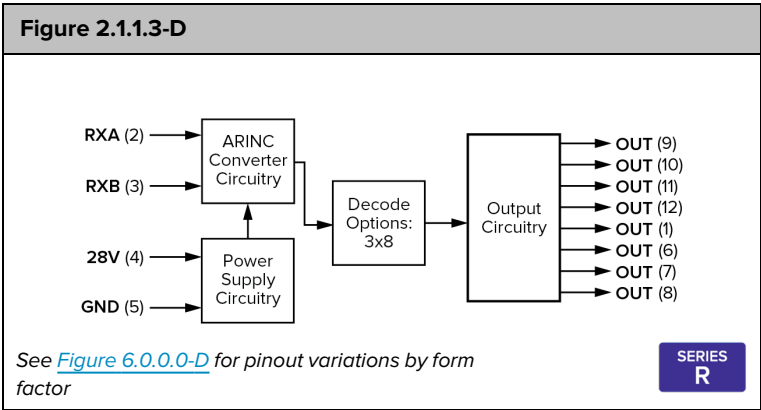 Figure 2.1.1.3-D
RXA (2)
RXB (3)
28V (4)
GND (5)
ARINC
Converter
Circuitry
Power
Supply
Circuitry
Decode
Options:
3x8
Output
Circuitry
OUT (9)
OUT (10)
OUT (11)
OUT (12)
OUT (1)
OUT (6)
OUT (7)
OUT (8)
See Figure 6.0.0.0-D for pinout variations by form
factor
SERIES
R